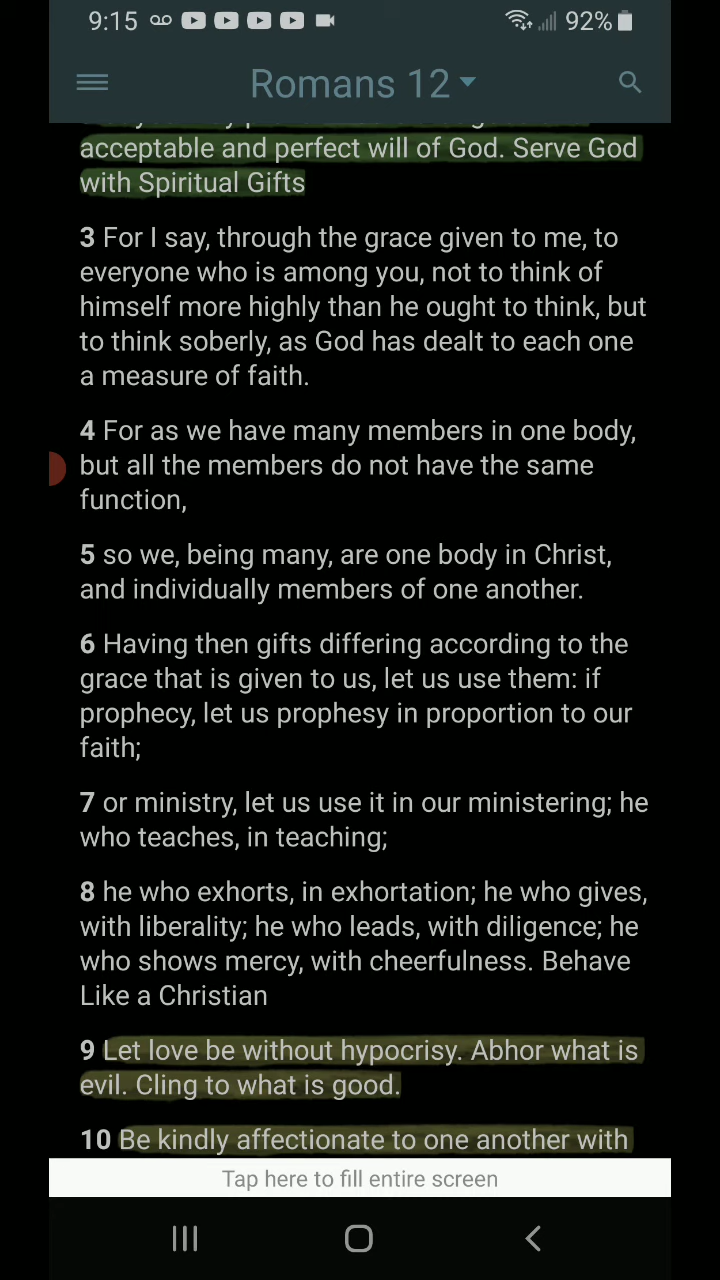 9:15
92%
Romans 12
acceptable and perfect will of God. Serve God
with Spiritual Gifts
3 For I say, through the grace given to me, to
everyone who is among you, not to think of
himself more highly than he ought to think, but
to think soberly, as God has dealt to each one
a measure of faith.
4 For as we have many members in one body,
but all the members do not have the same
function,
5 so we, being many, are one body in Christ,
and individually members of one another.
6 Having then gifts differing according to the
grace that is given to us, let us use them: if
prophecy, let us prophesy in proportion to our
faith;
7 or ministry, let us use it in our ministering; he
who teaches, in teaching;
8 he who exhorts, in exhortation; he who gives,
with liberality; he who leads, with diligence; he
who shows mercy, with cheerfulness. Behave
Like a Christian
9 Let love be without hypocrisy. Abhor what is
evil. Cling to what is good.
10 Be kindly affectionate to one another with
Tap here to fill entire screen